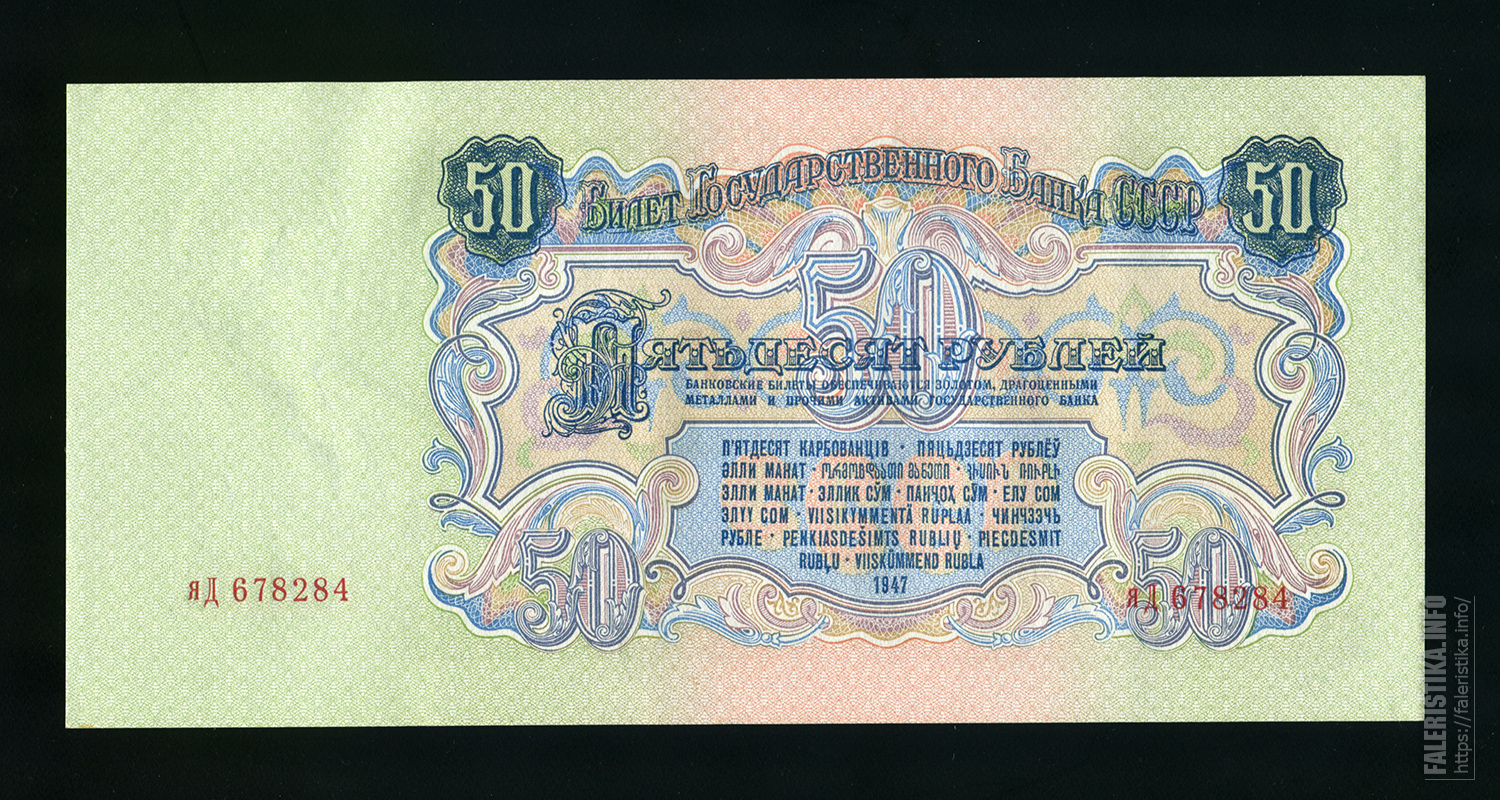 50 Билет Государственного Банка СССР 50
50
Пятьдесят рублей
БАНКОВСКИЕ БИЛЕТЫ ОБЕСПЕЧИВАЮТСЯ ЗОЛОТОМ, ДРАГОЦЕННЫМИ
МЕТАЛЛАМИ И ПРОЧИМИ АКТИВАМИ ГОСУДАРСТВЕННОГО БАНКА
П'ЯТДЕСЯТ КАРБОВАНЦІВ · ПЯЦЬДЗЕСЯТ РУБЛЁЎ
ЭЛЛИ МАНАТ · ᲝᲠᲛᲝᲪᲓᲐᲐᲗᲘ ᲛᲐᲜᲔᲗᲘ · ՀԻՍՈՒՆ ՌՈՒԲԼԻ
ЭЛЛИ МАНАТ · ЭЛЛИК СЎМ · ПАНҶОҲ СЎМ · ЕЛУ СОМ
ЭЛУҮ СОМ · VIISIKYMMENTÄ RUPLAA · ЧИНЧЗЭЧЬ
РУБЛЕ · PENKIASDEŠIMTS RUBLIŲ · PIECDESMIT
RUBĻU · VIISKÜMMEND RUBLA
1947
50 50
яД 678284 яД 678284
FALERISTIKA.INFO
https://faleristika.info/